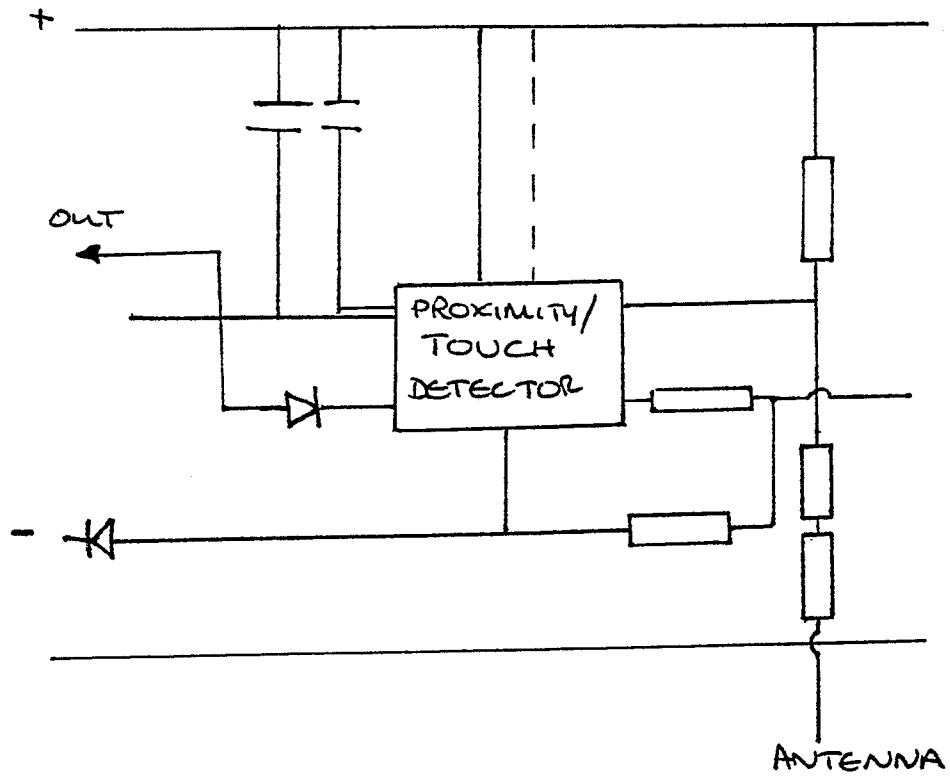 +
OUT
PROXIMITY/
TOUCH
DETECTOR
-
ANTENNA